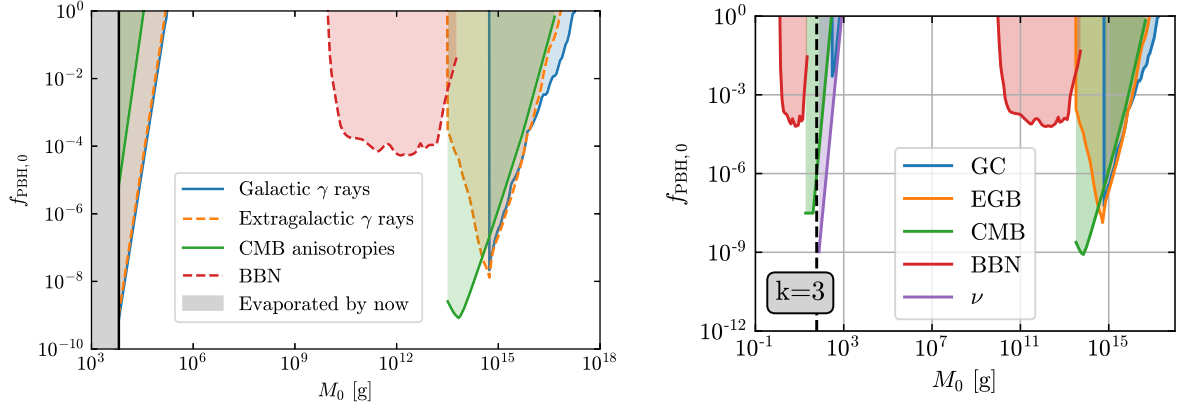 10^0
10^-2
10^-4
10^-6
10^-8
10^-10
f_PBH,0
Galactic γ rays
Extragalactic γ rays
CMB anisotropies
BBN
Evaporated by now
10^3
10^6
10^9
10^12
10^15
10^18
M_0 [g]
10^0
10^-3
10^-6
10^-9
10^-12
f_PBH,0
GC
EGB
CMB
BBN
ν
k=3
10^-1
10^3
10^7
10^11
10^15
M_0 [g]